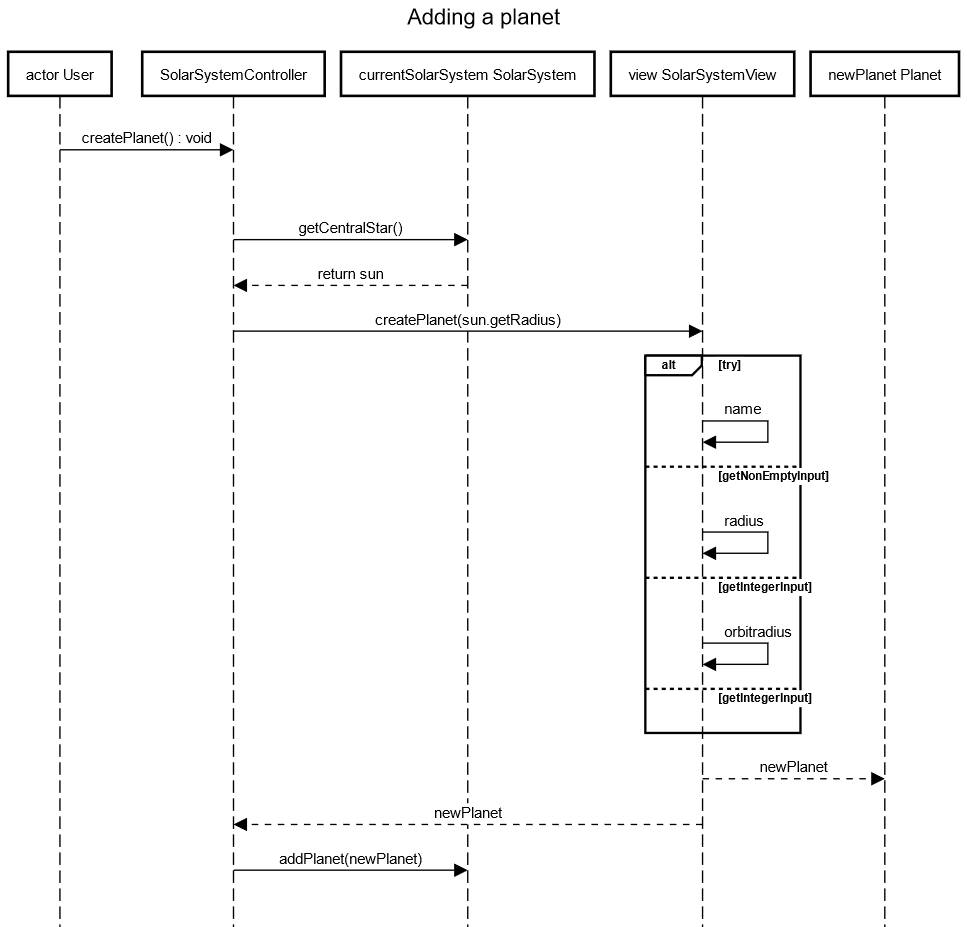 Adding a planet
actor User
SolarSystemController
currentSolarSystem SolarSystem
view SolarSystemView
newPlanet Planet
createPlanet() : void
getCentralStar()
return sun
createPlanet(sun.getRadius)
alt
[try]
name
[getNonEmptyInput]
radius
[getIntegerInput]
orbitradius
[getIntegerInput]
newPlanet
newPlanet
addPlanet(newPlanet)